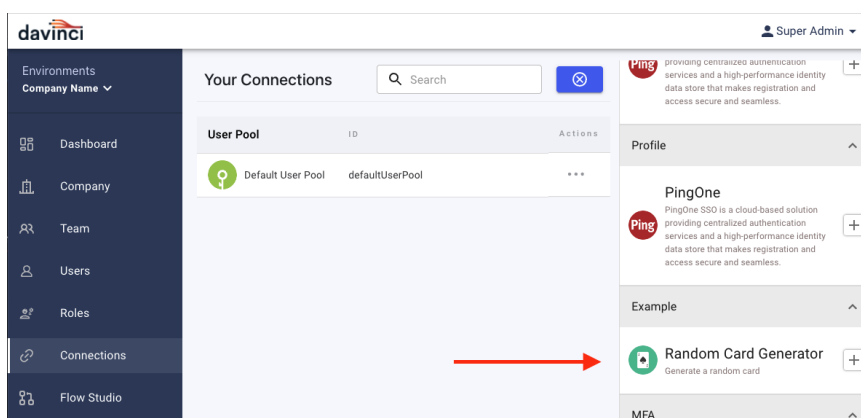 davinci
Super Admin
Environments
Company Name
Dashboard
Company
Team
Users
Roles
Connections
Flow Studio
Your Connections
Search
User Pool
ID
Actions
Default User Pool
defaultUserPool
Ping
providing centralized authentication
services and a high-performance identity
data store that makes registration and
access secure and seamless.
Profile
PingOne
Ping
PingOne SSO is a cloud-based solution
providing centralized authentication
services and a high-performance identity
data store that makes registration and
access secure and seamless.
Example
Random Card Generator
Generate a random card
MFA